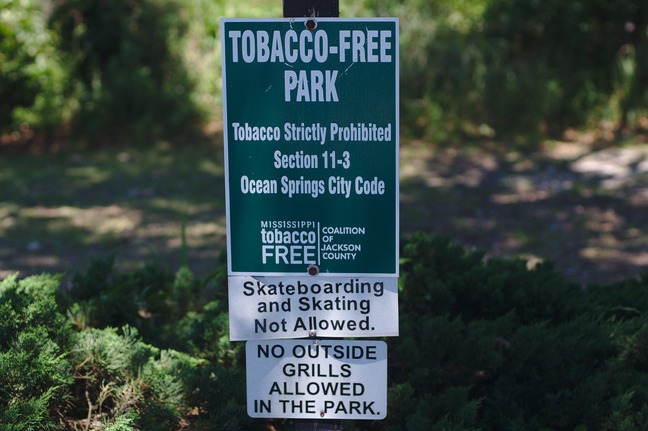 TOBACCO-FREE
PARK
Tobacco Strictly Prohibited
Section 11-3
Ocean Springs City Code
MISSISSIPPI
tobacco
FREE
COALITION
OF
JACKSON
COUNTY
Skateboarding
and Skating
Not Allowed.
NO OUTSIDE
GRILLS
ALLOWED
IN THE PARK.